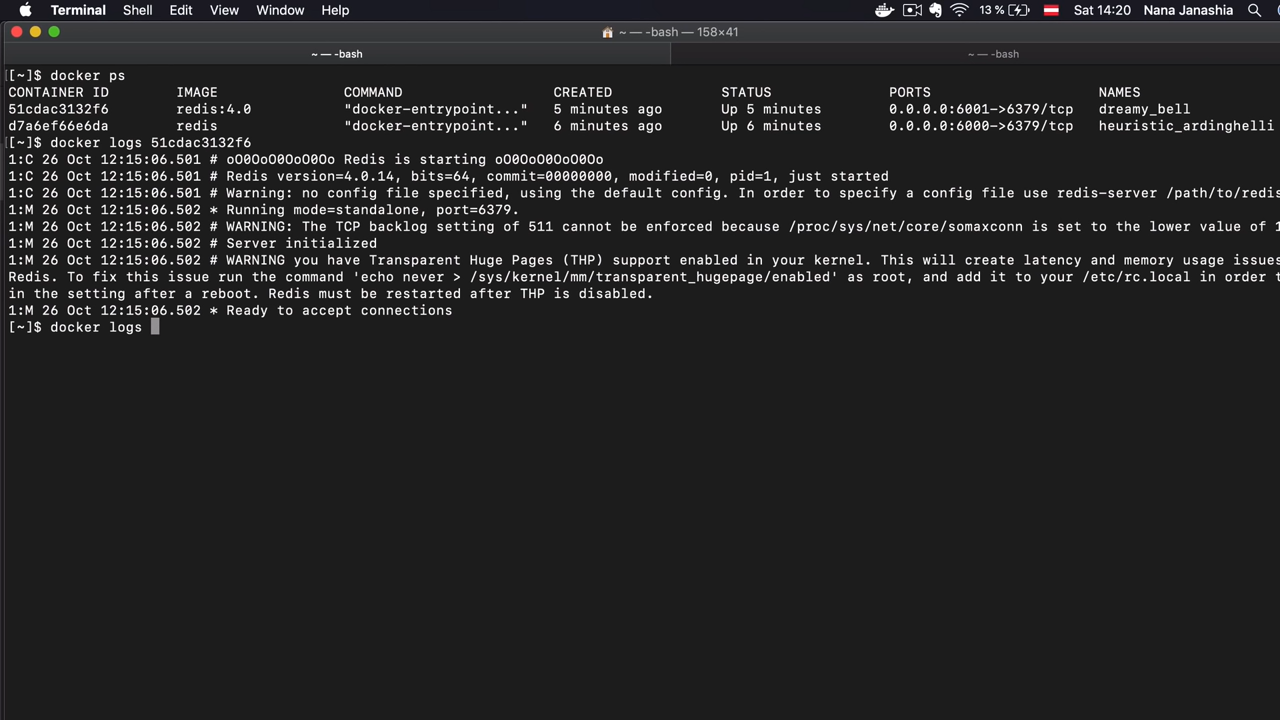 Terminal Shell Edit View Window Help 13 % Sat 14:20 Nana Janashia
~ — -bash — 158×41
~ — -bash ~ — -bash
[~]$ docker ps
CONTAINER ID IMAGE COMMAND CREATED STATUS PORTS NAMES
51cdac3132f6 redis:4.0 "docker-entrypoint..." 5 minutes ago Up 5 minutes 0.0.0.0:6001->6379/tcp dreamy_bell
d7a6ef66e6da redis "docker-entrypoint..." 6 minutes ago Up 6 minutes 0.0.0.0:6000->6379/tcp heuristic_ardinghelli
[~]$ docker logs 51cdac3132f6
1:C 26 Oct 12:15:06.501 # oO0OoO0OoO0Oo Redis is starting oO0OoO0OoO0Oo
1:C 26 Oct 12:15:06.501 # Redis version=4.0.14, bits=64, commit=00000000, modified=0, pid=1, just started
1:C 26 Oct 12:15:06.501 # Warning: no config file specified, using the default config. In order to specify a config file use redis-server /path/to/redis
1:M 26 Oct 12:15:06.502 * Running mode=standalone, port=6379.
1:M 26 Oct 12:15:06.502 # WARNING: The TCP backlog setting of 511 cannot be enforced because /proc/sys/net/core/somaxconn is set to the lower value of 1
1:M 26 Oct 12:15:06.502 # Server initialized
1:M 26 Oct 12:15:06.502 # WARNING you have Transparent Huge Pages (THP) support enabled in your kernel. This will create latency and memory usage issues
Redis. To fix this issue run the command 'echo never > /sys/kernel/mm/transparent_hugepage/enabled' as root, and add it to your /etc/rc.local in order t
in the setting after a reboot. Redis must be restarted after THP is disabled.
1:M 26 Oct 12:15:06.502 * Ready to accept connections
[~]$ docker logs